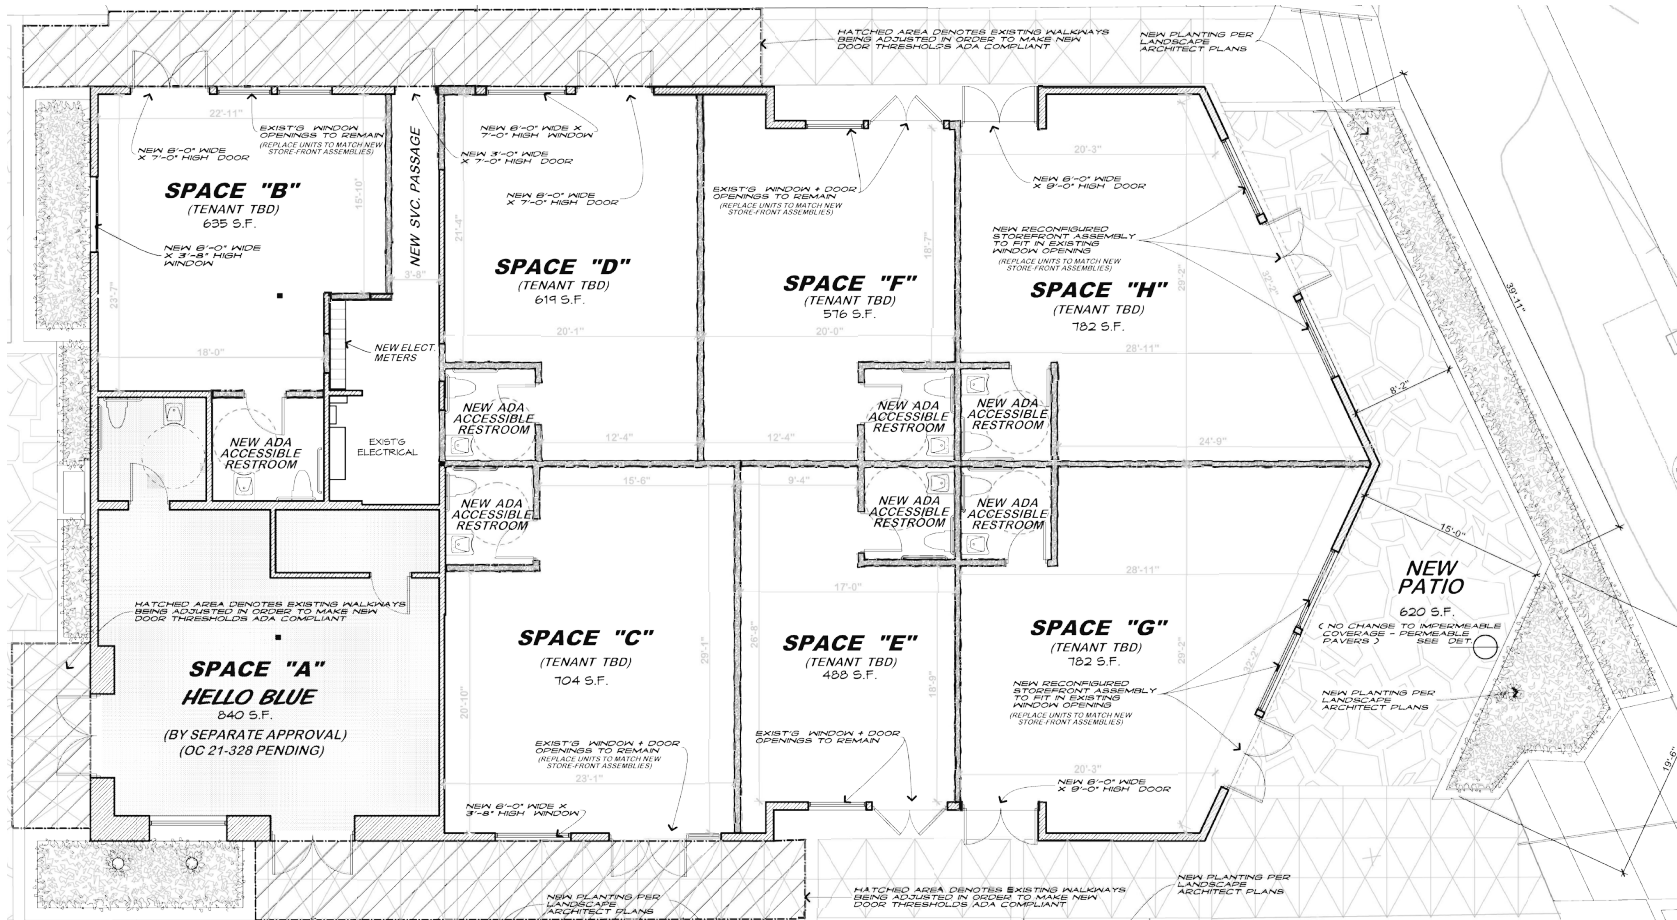 HATCHED AREA DENOTES EXISTING WALKWAYS
BEING ADJUSTED IN ORDER TO MAKE NEW
DOOR THRESHOLDS ADA COMPLIANT
NEW PLANTING PER
LANDSCAPE
ARCHITECT PLANS
22'-11"
EXIST'G WINDOW
OPENINGS TO REMAIN
(REPLACE UNITS TO MATCH NEW
STORE-FRONT ASSEMBLIES)
NEW 6'-0" WIDE
X 7'-0" HIGH DOOR
SPACE "B"
(TENANT TBD)
635 S.F.
15'-10"
NEW 6'-0" WIDE
X 3'-8" HIGH
WINDOW
23'-7"
18'-0"
NEW SVC. PASSAGE
3'-8"
NEW ELECT.
METERS
EXIST'G
ELECTRICAL
NEW ADA
ACCESSIBLE
RESTROOM
NEW 6'-0" WIDE X
7'-0" HIGH WINDOW
NEW 3'-0" WIDE
X 7'-0" HIGH DOOR
NEW 6'-0" WIDE
X 7'-0" HIGH DOOR
21'-4"
SPACE "D"
(TENANT TBD)
619 S.F.
20'-1"
NEW ADA
ACCESSIBLE
RESTROOM
12'-4"
EXIST'G WINDOW + DOOR
OPENINGS TO REMAIN
(REPLACE UNITS TO MATCH NEW
STORE-FRONT ASSEMBLIES)
18'-7"
SPACE "F"
(TENANT TBD)
576 S.F.
20'-0"
12'-4"
NEW ADA
ACCESSIBLE
RESTROOM
20'-3"
NEW 6'-0" WIDE
X 9'-0" HIGH DOOR
NEW RECONFIGURED
STOREFRONT ASSEMBLY
TO FIT IN EXISTING
WINDOW OPENING
(REPLACE UNITS TO MATCH NEW
STORE-FRONT ASSEMBLIES)
29'-2"
32'-2"
SPACE "H"
(TENANT TBD)
782 S.F.
28'-11"
NEW ADA
ACCESSIBLE
RESTROOM
24'-9"
39'-11"
8'-2"
15'-0"
HATCHED AREA DENOTES EXISTING WALKWAYS
BEING ADJUSTED IN ORDER TO MAKE NEW
DOOR THRESHOLDS ADA COMPLIANT
SPACE "A"
HELLO BLUE
840 S.F.
(BY SEPARATE APPROVAL)
(OC 21-328 PENDING)
15'-6"
NEW ADA
ACCESSIBLE
RESTROOM
SPACE "C"
(TENANT TBD)
704 S.F.
29'-1"
20'-10"
EXIST'G WINDOW + DOOR
OPENINGS TO REMAIN
(REPLACE UNITS TO MATCH NEW
STORE-FRONT ASSEMBLIES)
23'-1"
NEW 6'-0" WIDE X
3'-8" HIGH WINDOW
9'-4"
NEW ADA
ACCESSIBLE
RESTROOM
17'-0"
26'-8"
SPACE "E"
(TENANT TBD)
488 S.F.
18'-9"
EXIST'G WINDOW + DOOR
OPENINGS TO REMAIN
NEW ADA
ACCESSIBLE
RESTROOM
28'-11"
SPACE "G"
(TENANT TBD)
782 S.F.
29'-2"
32'-2"
NEW RECONFIGURED
STOREFRONT ASSEMBLY
TO FIT IN EXISTING
WINDOW OPENING
(REPLACE UNITS TO MATCH NEW
STORE-FRONT ASSEMBLIES)
20'-3"
NEW 6'-0" WIDE
X 9'-0" HIGH DOOR
NEW
PATIO
620 S.F.
( NO CHANGE TO IMPERMEABLE
COVERAGE - PERMEABLE
PAVERS ) SEE DET.
NEW PLANTING PER
LANDSCAPE
ARCHITECT PLANS
19'-6"
NEW PLANTING PER
LANDSCAPE
ARCHITECT PLANS
HATCHED AREA DENOTES EXISTING WALKWAYS
BEING ADJUSTED IN ORDER TO MAKE NEW
DOOR THRESHOLDS ADA COMPLIANT
NEW PLANTING PER
LANDSCAPE
ARCHITECT PLANS